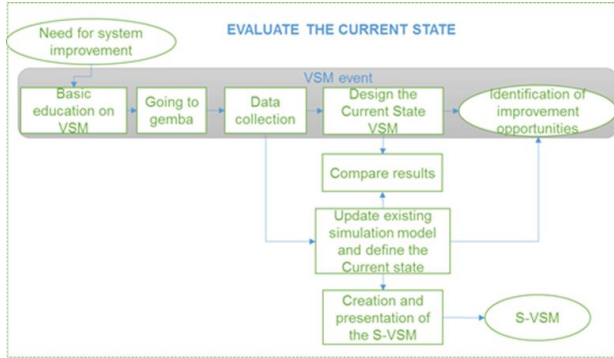 EVALUATE THE CURRENT STATE
Need for system
improvement
VSM event
Basic
education on
VSM
Going to
gemba
Data
collection
Design the
Current State
VSM
Identification of
improvement
opportunities
Compare results
Update existing
simulation model
and define the
Current state
Creation and
presentation of
the S-VSM
S-VSM